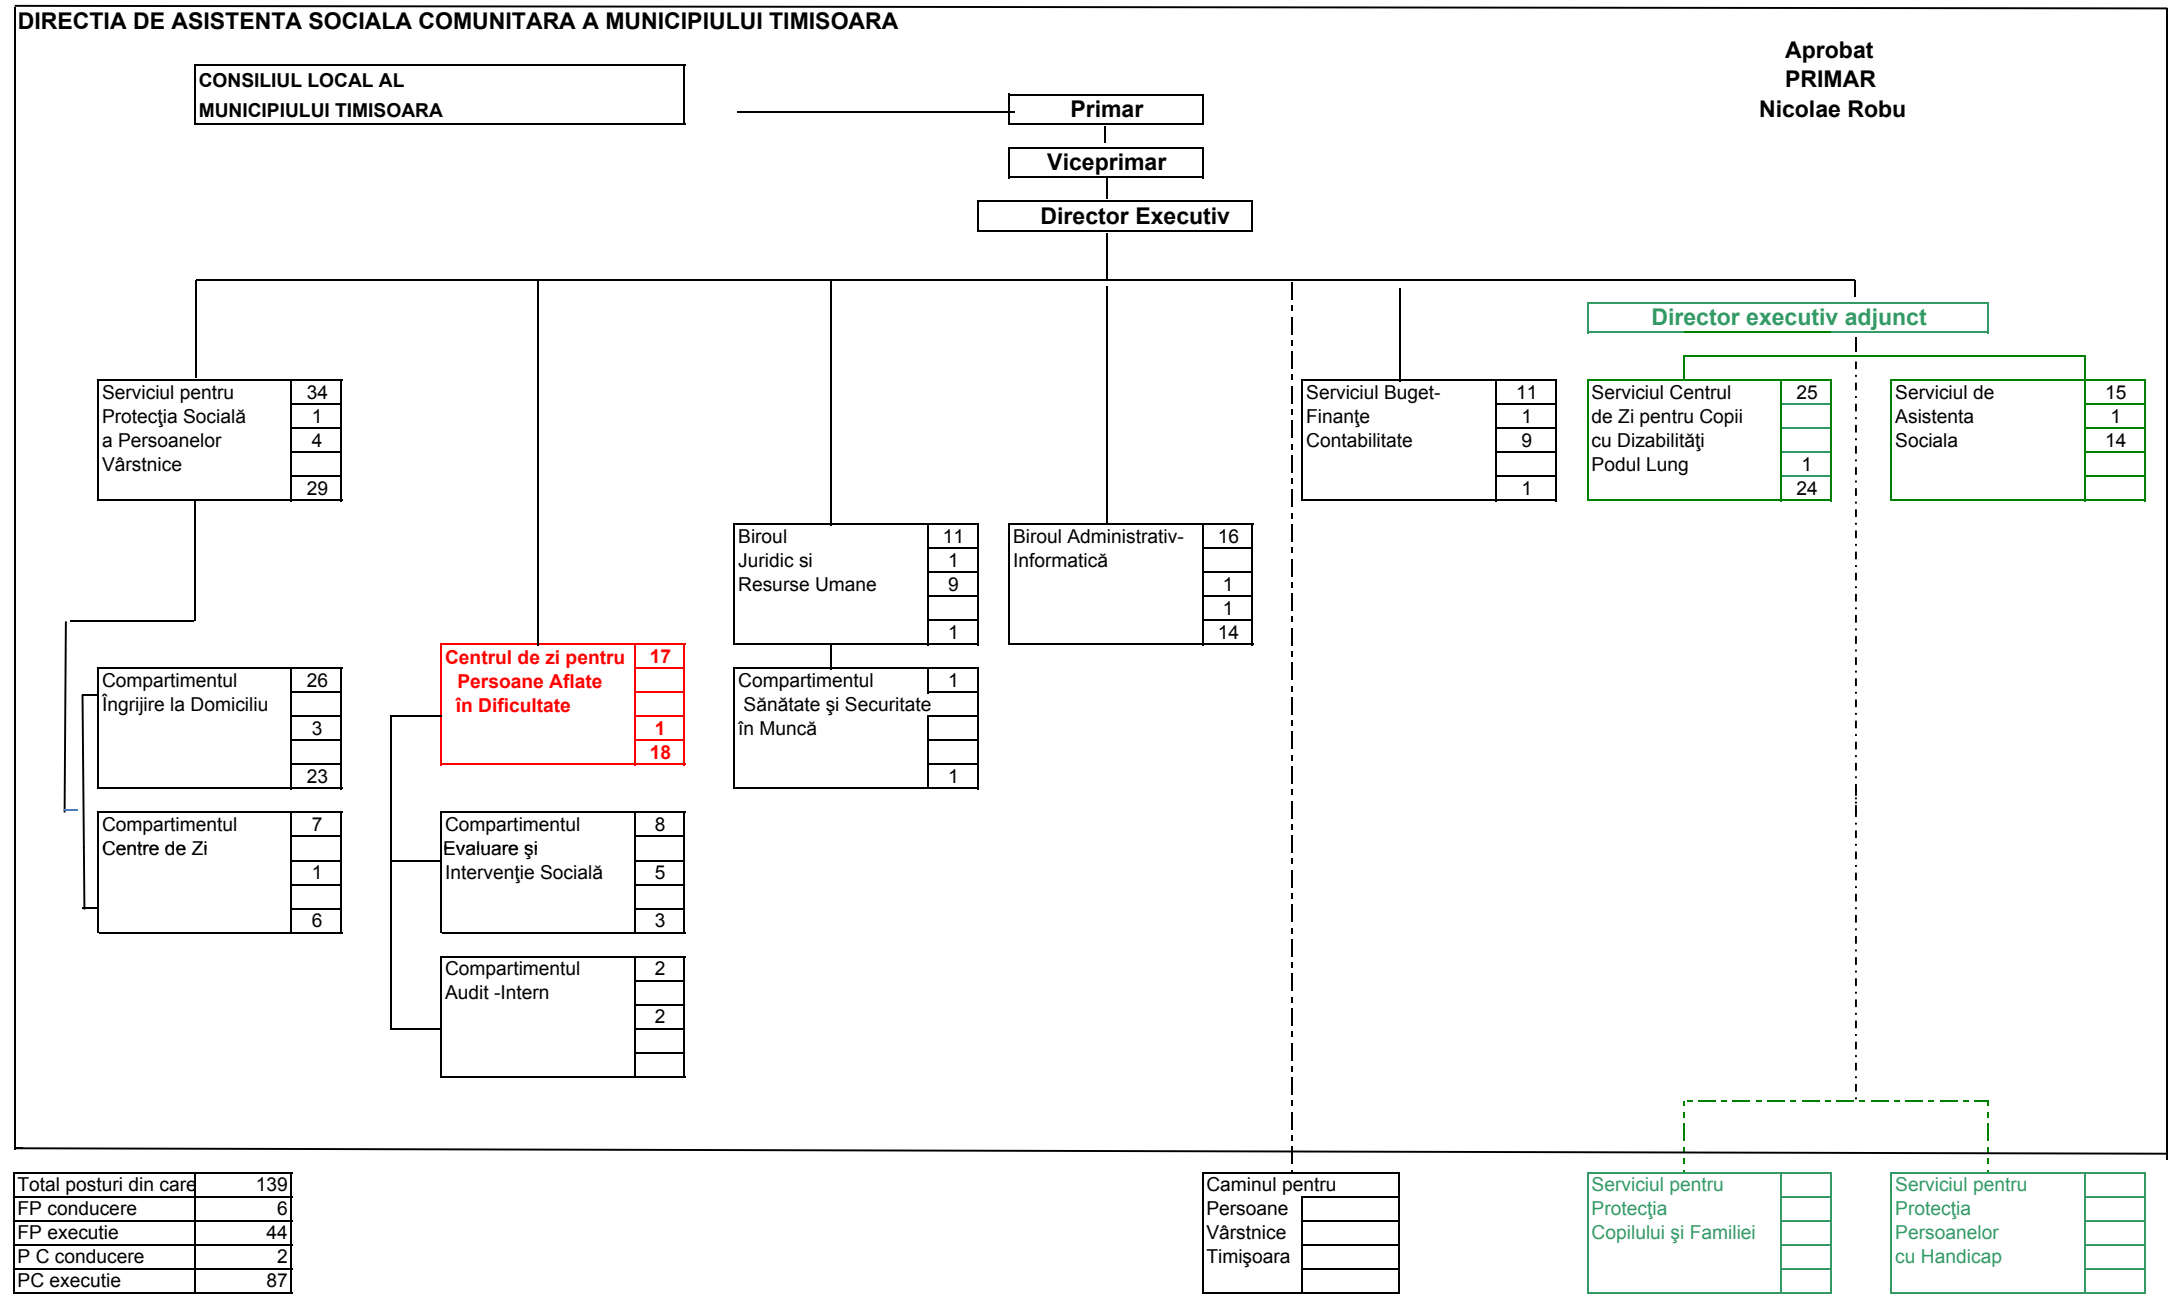 DIRECTIA DE ASISTENTA SOCIALA COMUNITARA A MUNICIPIULUI TIMISOARA
Aprobat
PRIMAR
Nicolae Robu
CONSILIUL LOCAL AL
MUNICIPIULUI TIMISOARA
Primar
Viceprimar
Director Executiv
Director executiv adjunct
Serviciul pentru 34
Protecţia Socială 1
a Persoanelor 4
Vârstnice
29
Serviciul Buget- 11
Finanţe 1
Contabilitate 9
1
Serviciul Centrul 25
de Zi pentru Copii
cu Dizabilităţi
Podul Lung 1
24
Serviciul de 15
Asistenta 1
Sociala 14
Biroul 11
Juridic si 1
Resurse Umane 9
1
Biroul Administrativ- 16
Informatică
1
1
14
Centrul de zi pentru 17
Persoane Aflate
în Dificultate
1
18
Compartimentul 26
Îngrijire la Domiciliu
3
23
Compartimentul 1
Sănătate şi Securitate
în Muncă
1
Compartimentul 7
Centre de Zi
1
6
Compartimentul 8
Evaluare şi
Intervenţie Socială 5
3
Compartimentul 2
Audit -Intern
2
Total posturi din care 139
FP conducere 6
FP executie 44
P C conducere 2
PC executie 87
Caminul pentru
Persoane
Vârstnice
Timişoara
Serviciul pentru
Protecţia
Copilului şi Familiei
Serviciul pentru
Protecţia
Persoanelor
cu Handicap